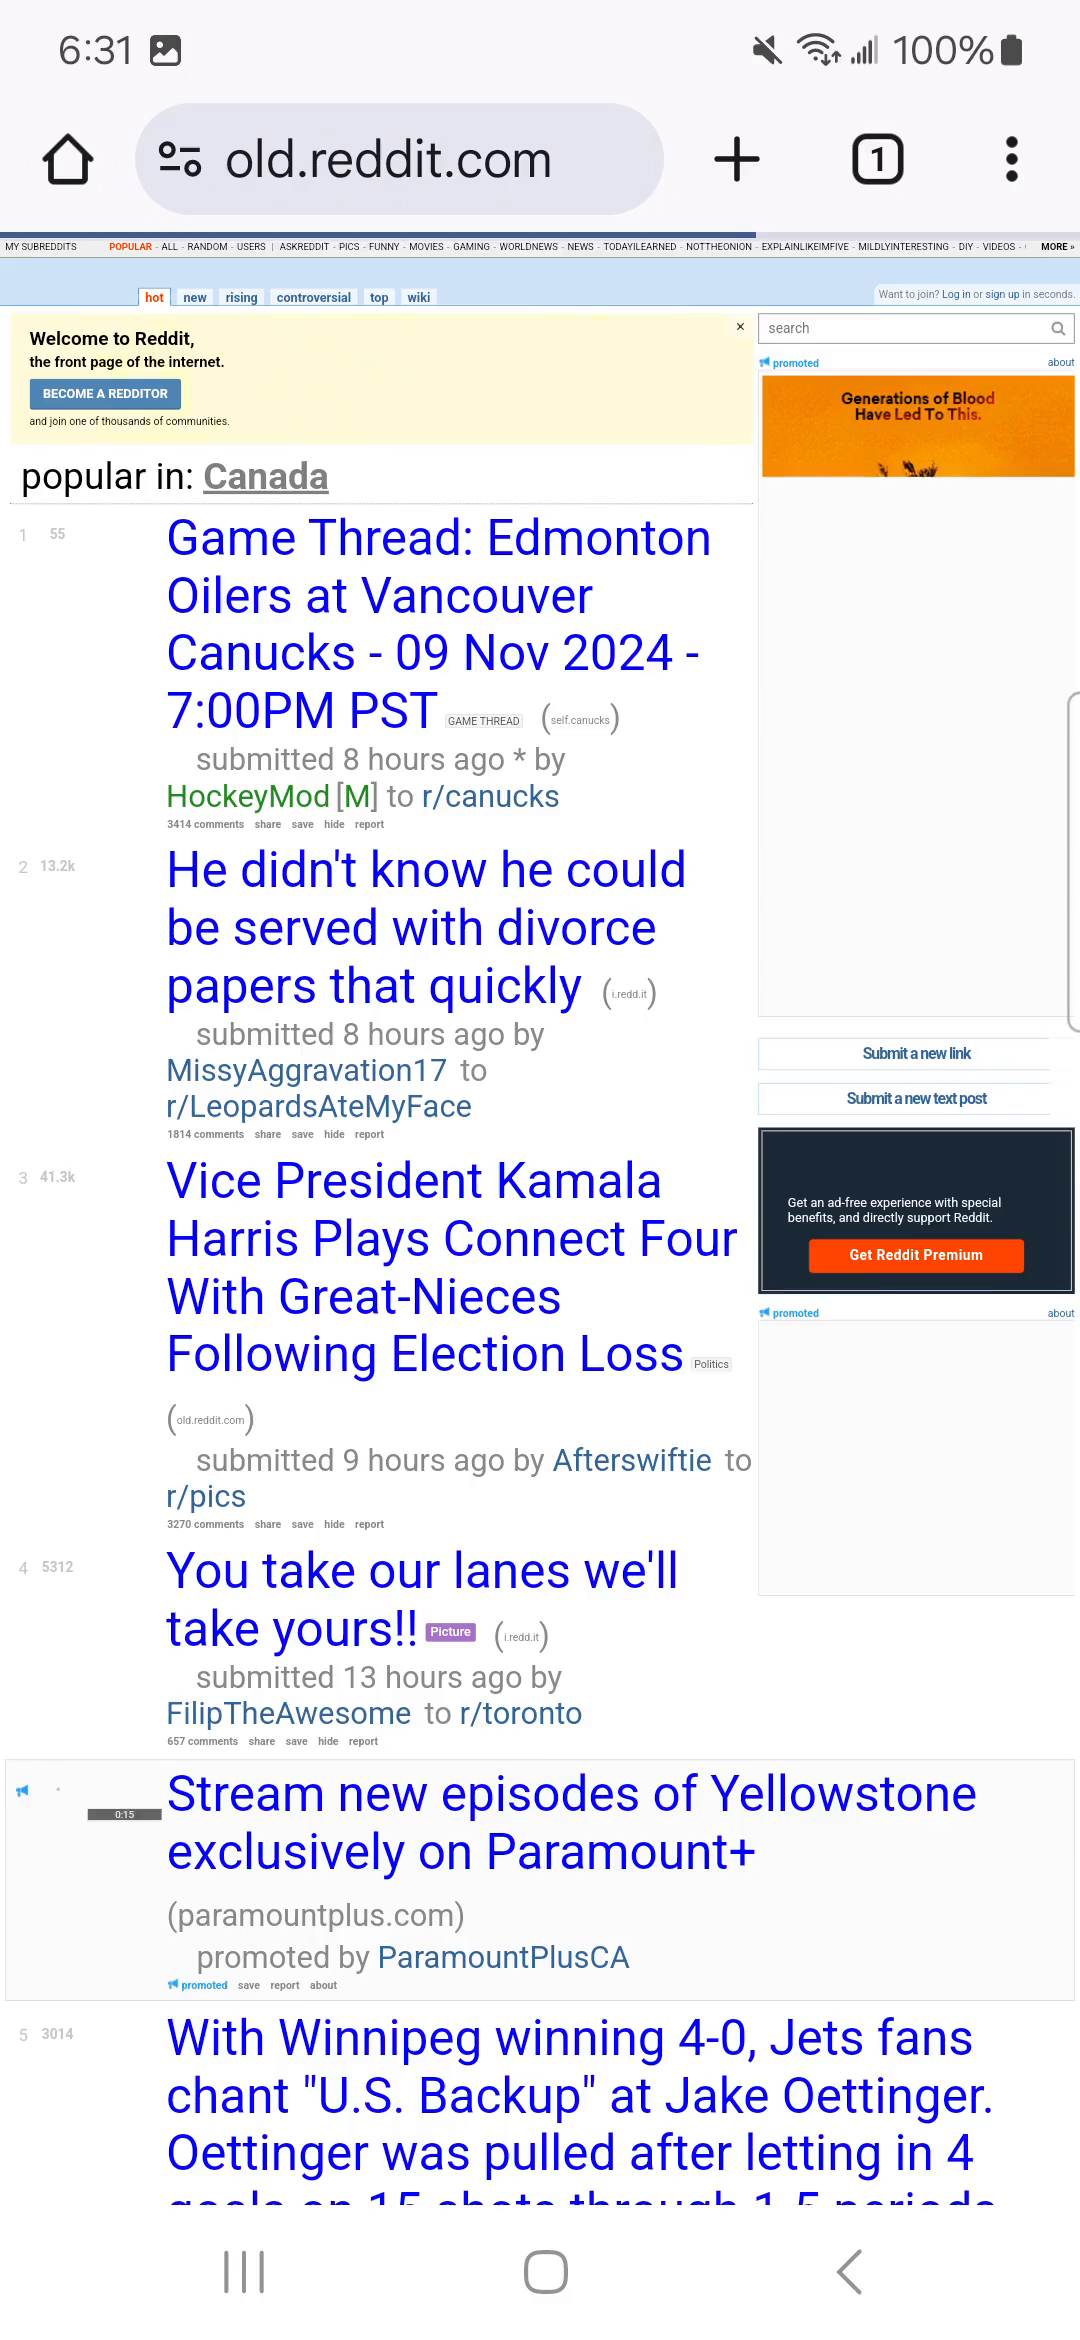 6:31
100%
old.reddit.com
1
MY SUBREDDITS POPULAR - ALL - RANDOM - USERS | ASKREDDIT - PICS - FUNNY - MOVIES - GAMING - WORLDNEWS - NEWS - TODAYILEARNED - NOTTHEONION - EXPLAINLIKEIMFIVE - MILDLYINTERESTING - DIY - VIDEOS - MORE »
hot new rising controversial top wiki
Want to join? Log in or sign up in seconds.
Welcome to Reddit,
the front page of the internet.
BECOME A REDDITOR
and join one of thousands of communities.
×
search
promoted about
Generations of Blood
Have Led To This.
popular in: Canada
1 55
Game Thread: Edmonton
Oilers at Vancouver
Canucks - 09 Nov 2024 -
7:00PM PST GAME THREAD (self.canucks)
submitted 8 hours ago * by
HockeyMod [M] to r/canucks
3414 comments share save hide report
2 13.2k
He didn't know he could
be served with divorce
papers that quickly (i.redd.it)
submitted 8 hours ago by
MissyAggravation17 to
r/LeopardsAteMyFace
1814 comments share save hide report
Submit a new link
Submit a new text post
Get an ad-free experience with special
benefits, and directly support Reddit.
Get Reddit Premium
promoted about
3 41.3k
Vice President Kamala
Harris Plays Connect Four
With Great-Nieces
Following Election Loss Politics
(old.reddit.com)
submitted 9 hours ago by Afterswiftie to
r/pics
3270 comments share save hide report
4 5312
You take our lanes we'll
take yours!! Picture (i.redd.it)
submitted 13 hours ago by
FilipTheAwesome to r/toronto
657 comments share save hide report
0:15
Stream new episodes of Yellowstone
exclusively on Paramount+
(paramountplus.com)
promoted by ParamountPlusCA
promoted save report about
5 3014
With Winnipeg winning 4-0, Jets fans
chant "U.S. Backup" at Jake Oettinger.
Oettinger was pulled after letting in 4
goals on 15 shots through 1.5 periods